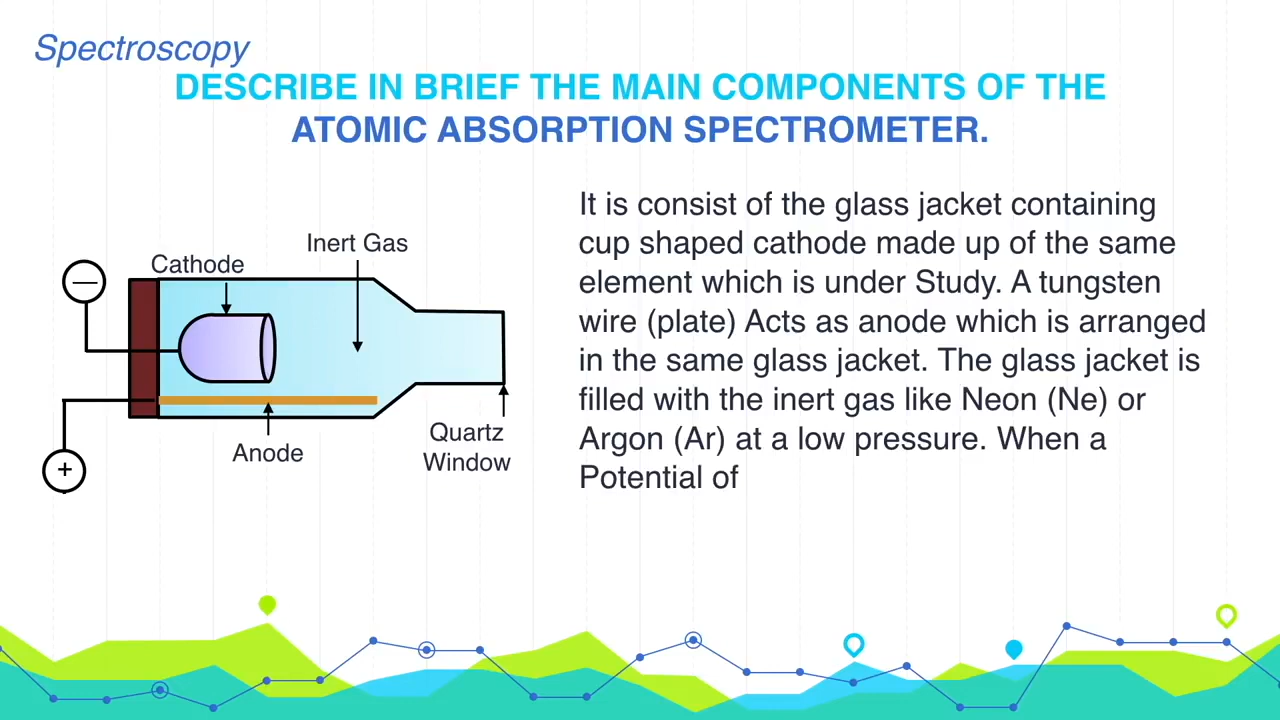 Spectroscopy
DESCRIBE IN BRIEF THE MAIN COMPONENTS OF THE
ATOMIC ABSORPTION SPECTROMETER.
Inert Gas
Cathode
—
+
Anode
Quartz
Window
It is consist of the glass jacket containing
cup shaped cathode made up of the same
element which is under Study. A tungsten
wire (plate) Acts as anode which is arranged
in the same glass jacket. The glass jacket is
filled with the inert gas like Neon (Ne) or
Argon (Ar) at a low pressure. When a
Potential of